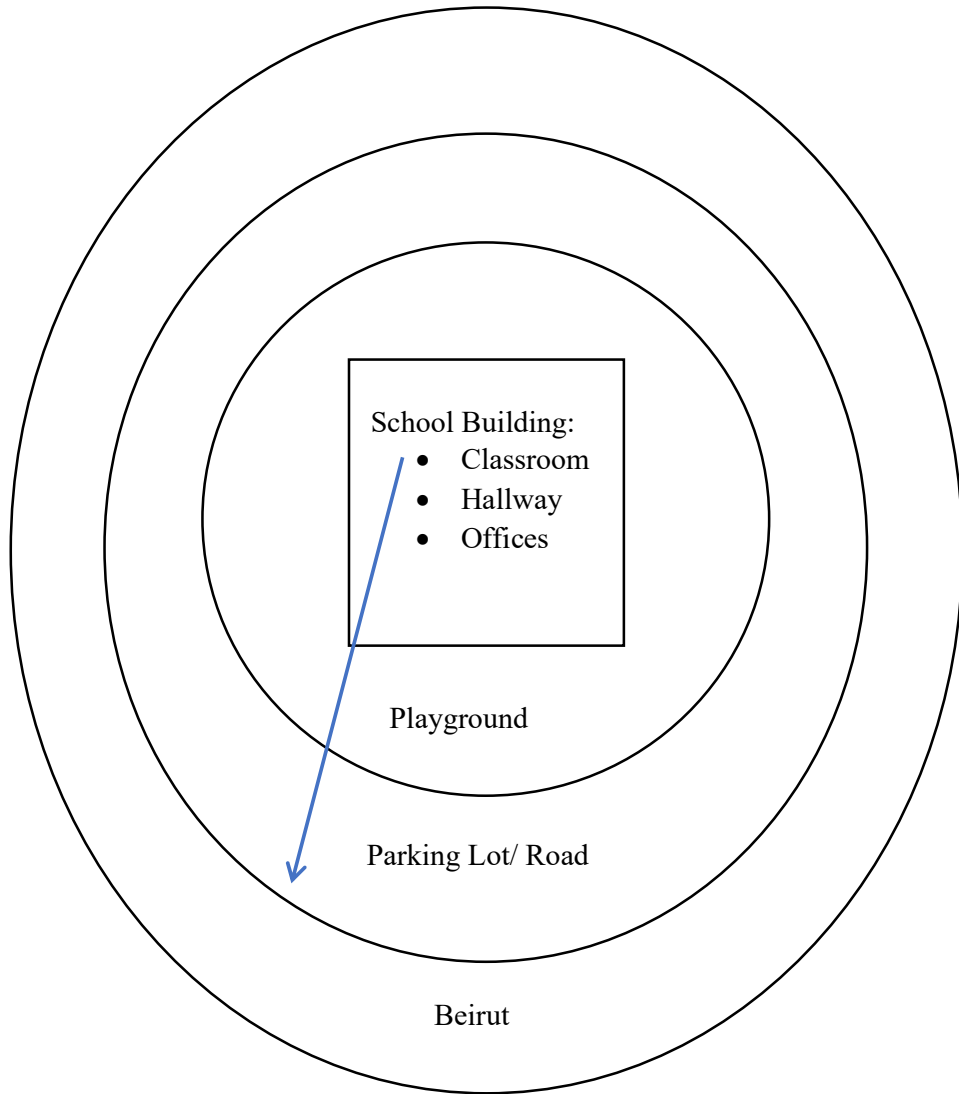 School Building:
• Classroom
• Hallway
• Offices
Playground
Parking Lot/ Road
Beirut